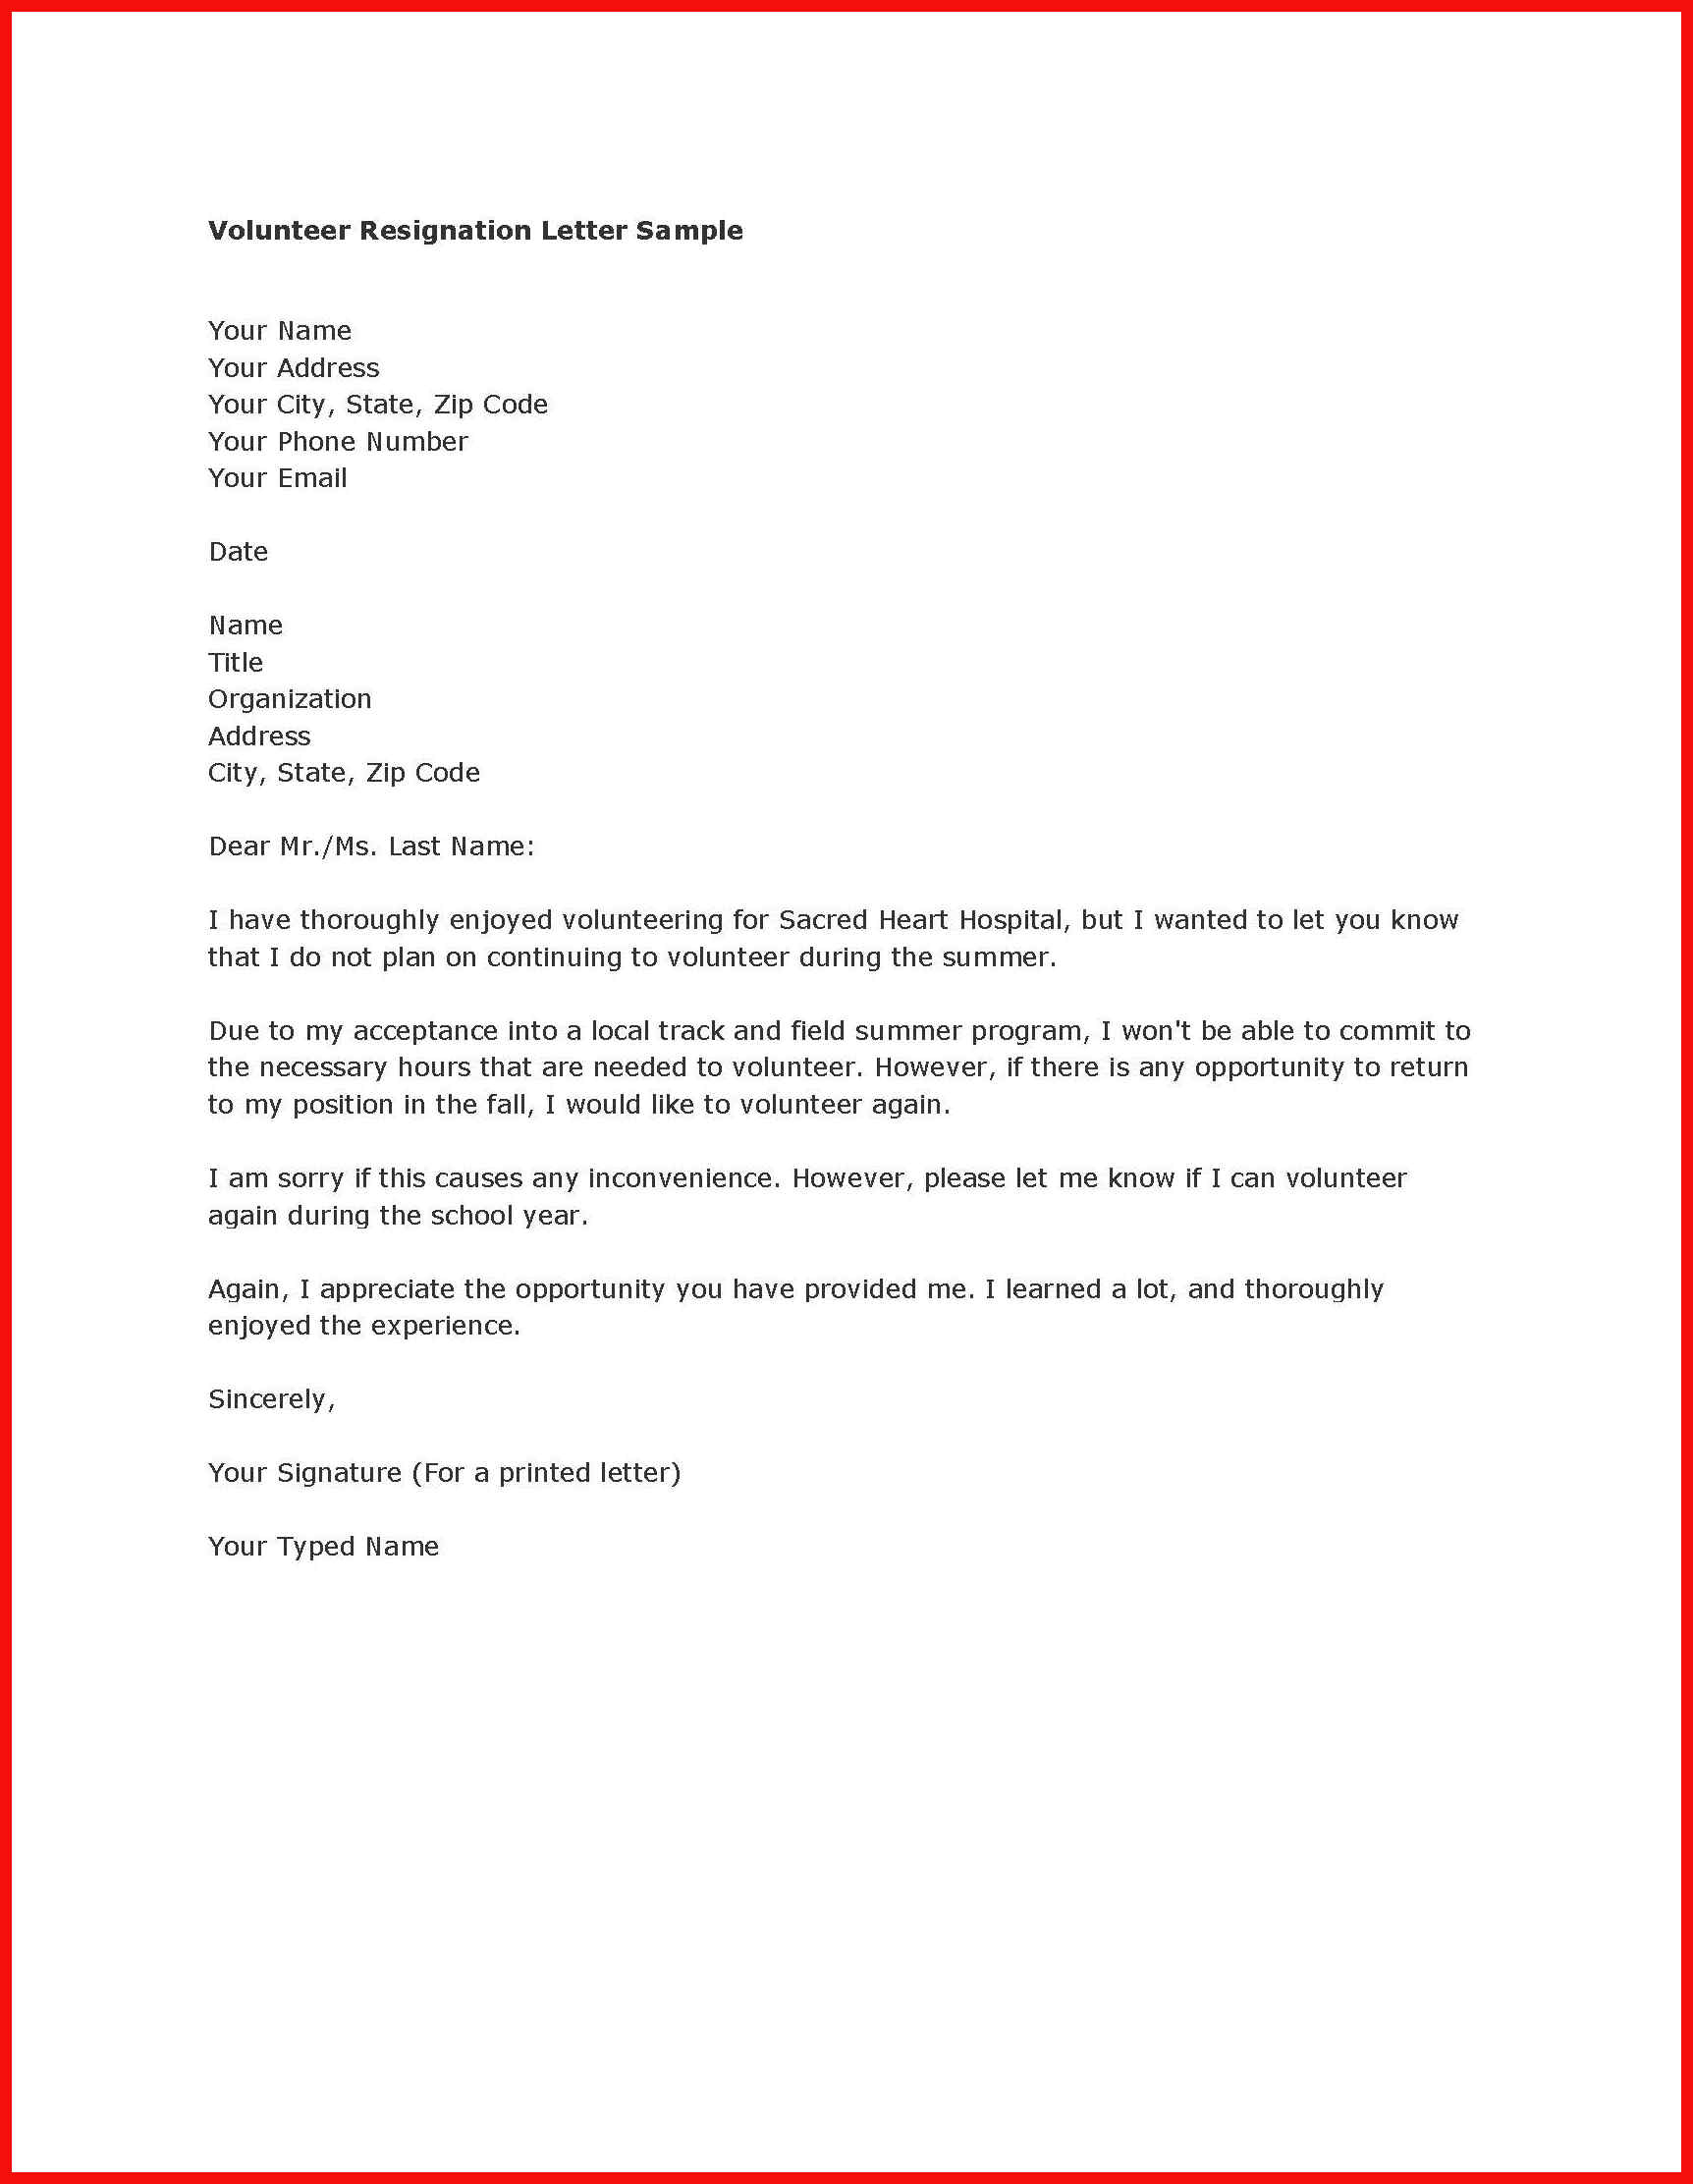 Volunteer Resignation Letter Sample
Your Name
Your Address
Your City, State, Zip Code
Your Phone Number
Your Email
Date
Name
Title
Organization
Address
City, State, Zip Code
Dear Mr./Ms. Last Name:
I have thoroughly enjoyed volunteering for Sacred Heart Hospital, but I wanted to let you know
that I do not plan on continuing to volunteer during the summer.
Due to my acceptance into a local track and field summer program, I won't be able to commit to
the necessary hours that are needed to volunteer. However, if there is any opportunity to return
to my position in the fall, I would like to volunteer again.
I am sorry if this causes any inconvenience. However, please let me know if I can volunteer
again during the school year.
Again, I appreciate the opportunity you have provided me. I learned a lot, and thoroughly
enjoyed the experience.
Sincerely,
Your Signature (For a printed letter)
Your Typed Name